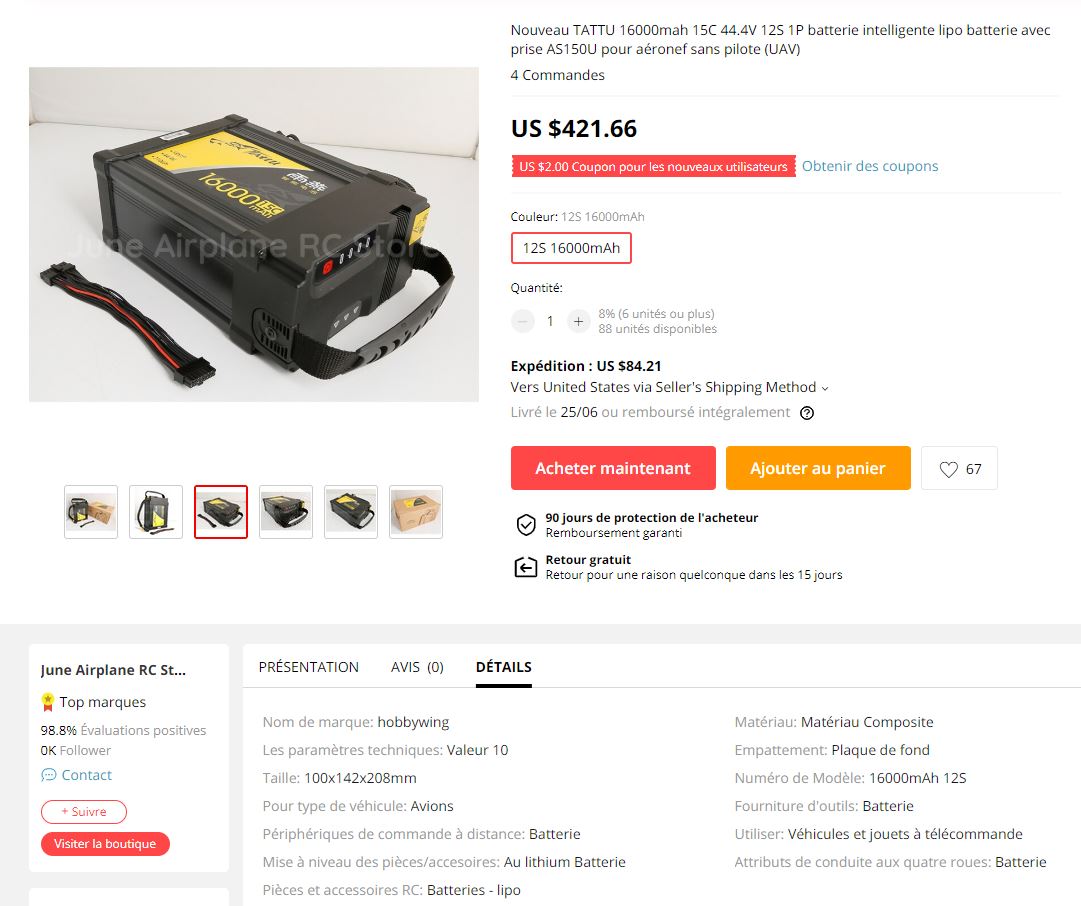 Nouveau TATTU 16000mah 15C 44.4V 12S 1P batterie intelligente lipo batterie avec
prise AS150U pour aéronef sans pilote (UAV)
4 Commandes
US $421.66
US $2.00 Coupon pour les nouveaux utilisateurs Obtenir des coupons
Couleur: 12S 16000mAh
12S 16000mAh
Quantité:
1
8% (6 unités ou plus)
88 unités disponibles
Expédition : US $84.21
Vers United States via Seller's Shipping Method
Livré le 25/06 ou remboursé intégralement
Acheter maintenant
Ajouter au panier
67
90 jours de protection de l'acheteur
Remboursement garanti
Retour gratuit
Retour pour une raison quelconque dans les 15 jours
TATTU
16000 15C
mAh
June Airplane RC Store
June Airplane RC St...
Top marques
98.8% Évaluations positives
0K Follower
Contact
+ Suivre
Visiter la boutique
PRÉSENTATION
AVIS (0)
DÉTAILS
Nom de marque: hobbywing
Les paramètres techniques: Valeur 10
Taille: 100x142x208mm
Pour type de véhicule: Avions
Périphériques de commande à distance: Batterie
Mise à niveau des pièces/accesoires: Au lithium Batterie
Pièces et accessoires RC: Batteries - lipo
Matériau: Matériau Composite
Empattement: Plaque de fond
Numéro de Modèle: 16000mAh 12S
Fourniture d'outils: Batterie
Utiliser: Véhicules et jouets à télécommande
Attributs de conduite aux quatre roues: Batterie